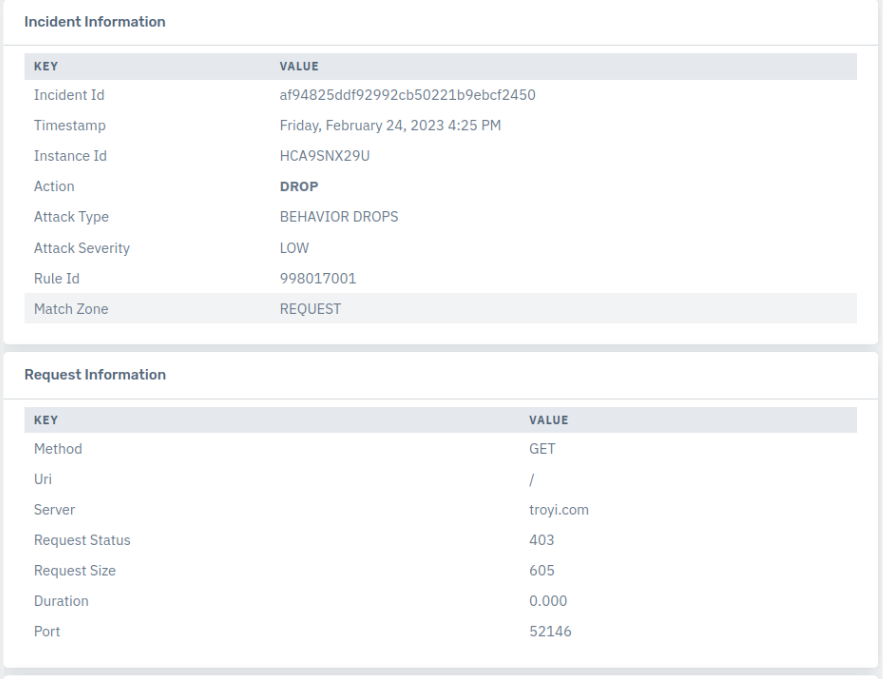 Incident Information
KEY VALUE
Incident Id af94825ddf92992cb50221b9ebcf2450
Timestamp Friday, February 24, 2023 4:25 PM
Instance Id HCA9SNX29U
Action DROP
Attack Type BEHAVIOR DROPS
Attack Severity LOW
Rule Id 998017001
Match Zone REQUEST
Request Information
KEY VALUE
Method GET
Uri /
Server troyi.com
Request Status 403
Request Size 605
Duration 0.000
Port 52146